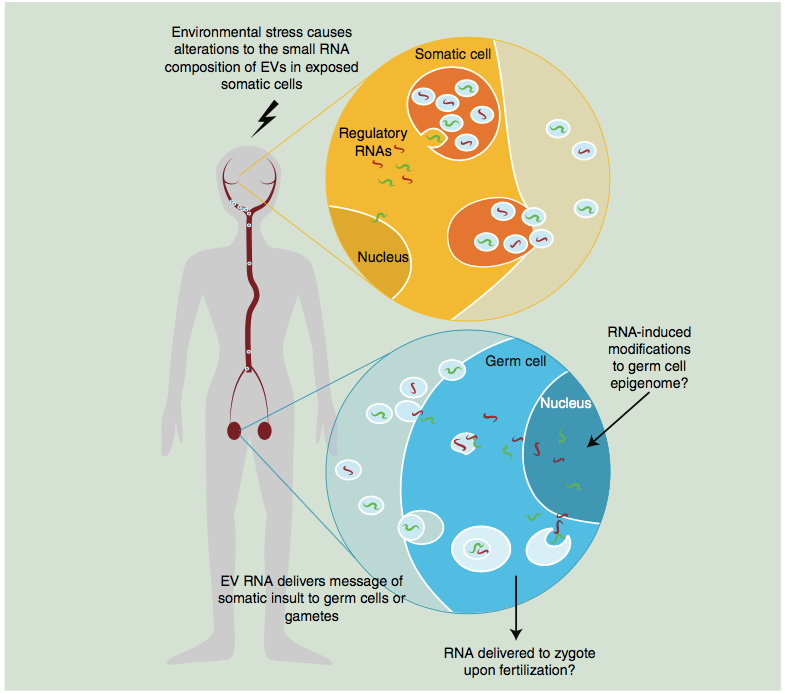 Environmental stress causes
alterations to the small RNA
composition of EVs in exposed
somatic cells
Somatic cell
Regulatory
RNAs
Nucleus
RNA-induced
modifications
to germ cell
epigenome?
Germ cell
Nucleus
EV RNA delivers message of
somatic insult to germ cells or
gametes
RNA delivered to zygote
upon fertilization?